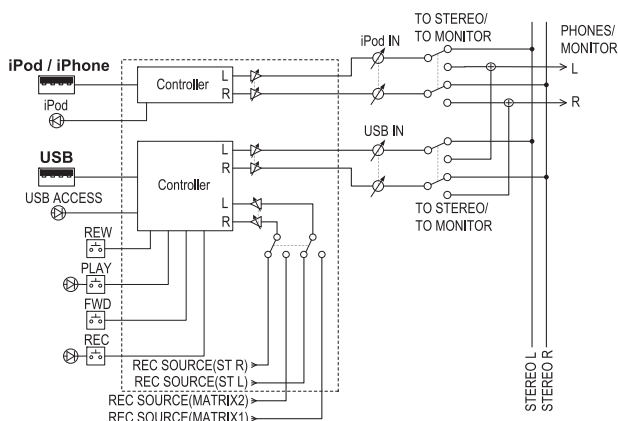 TO STEREO/
TO MONITOR
PHONES/
MONITOR
iPod / iPhone
iPod IN
L
Controller
L
R
iPod
R
USB IN
USB
L
R
Controller
USB ACCESS
L
R
TO STEREO/
TO MONITOR
REW
PLAY
FWD
REC
REC SOURCE(ST R)
REC SOURCE(ST L)
REC SOURCE(MATRIX2)
REC SOURCE(MATRIX1)
STEREO L
STEREO R